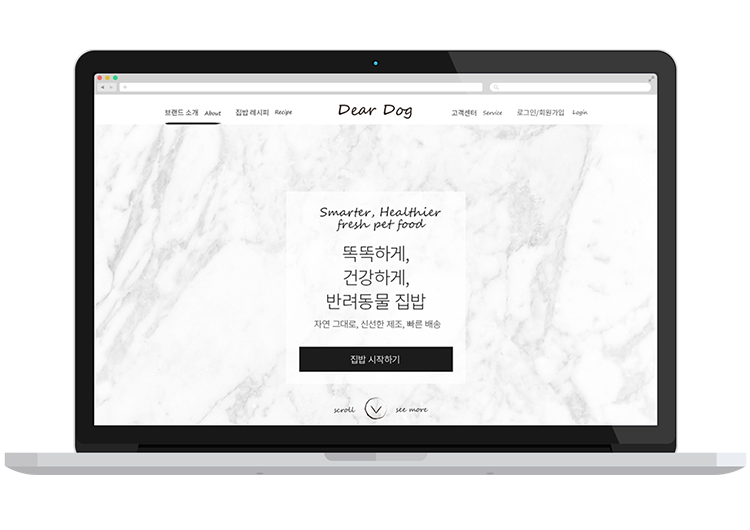 브랜드 소개 About 집밥 레시피 Recipe Dear Dog 고객센터 Service 로그인/회원가입 Login
Smarter, Healthier
fresh pet food
똑똑하게,
건강하게,
반려동물 집밥
자연 그대로, 신선한 제조, 빠른 배송
집밥 시작하기
scroll see more